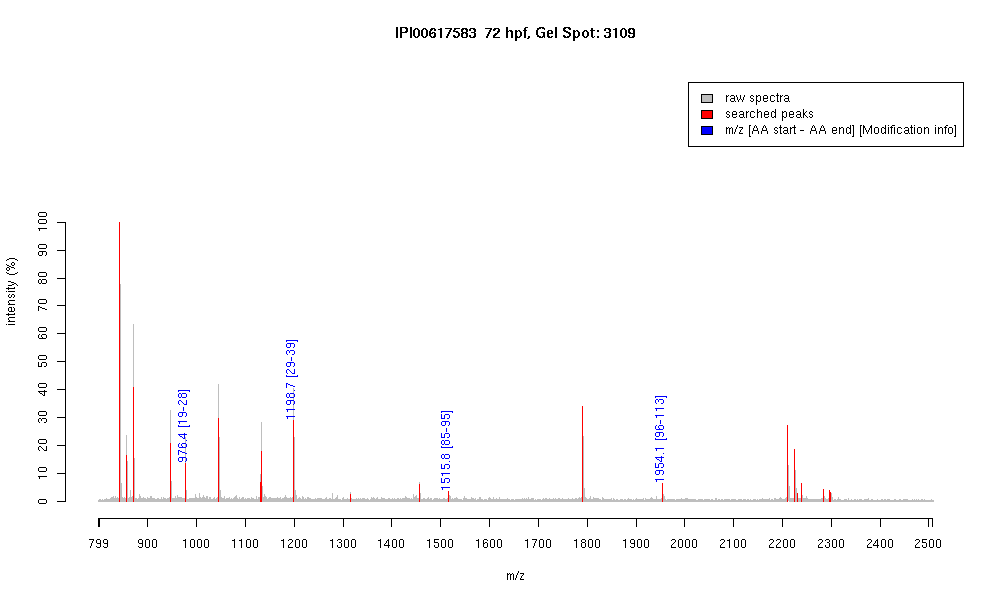 IPI00617583 72 hpf, Gel Spot: 3109
raw spectra
searched peaks
m/z [AA start - AA end] [Modification info]
intensity (%)
100
90
80
70
60
50
40
30
20
10
0
976.4 [19-28]
1198.7 [29-39]
1515.8 [85-95]
1954.1 [96-113]
799 900 1000 1100 1200 1300 1400 1500 1600 1700 1800 1900 2000 2100 2200 2300 2400 2500
m/z